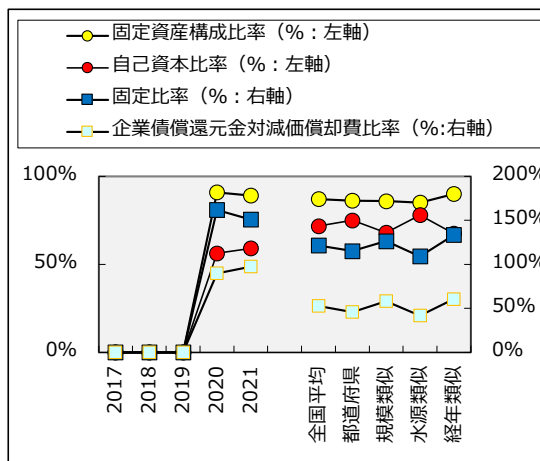 固定資産構成比率（%：左軸）
自己資本比率（%：左軸）
固定比率（%：右軸）
企業債償還元金対減価償却費比率（%:右軸）
100%
200%
150%
50%
100%
50%
0%
0%
2017
2018
2019
2020
2021
全国平均
都道府県
規模類似
水源類似
経年類似